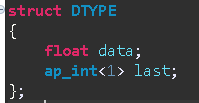 struct DTYPE
{
float data;
ap_int<1> last;
};